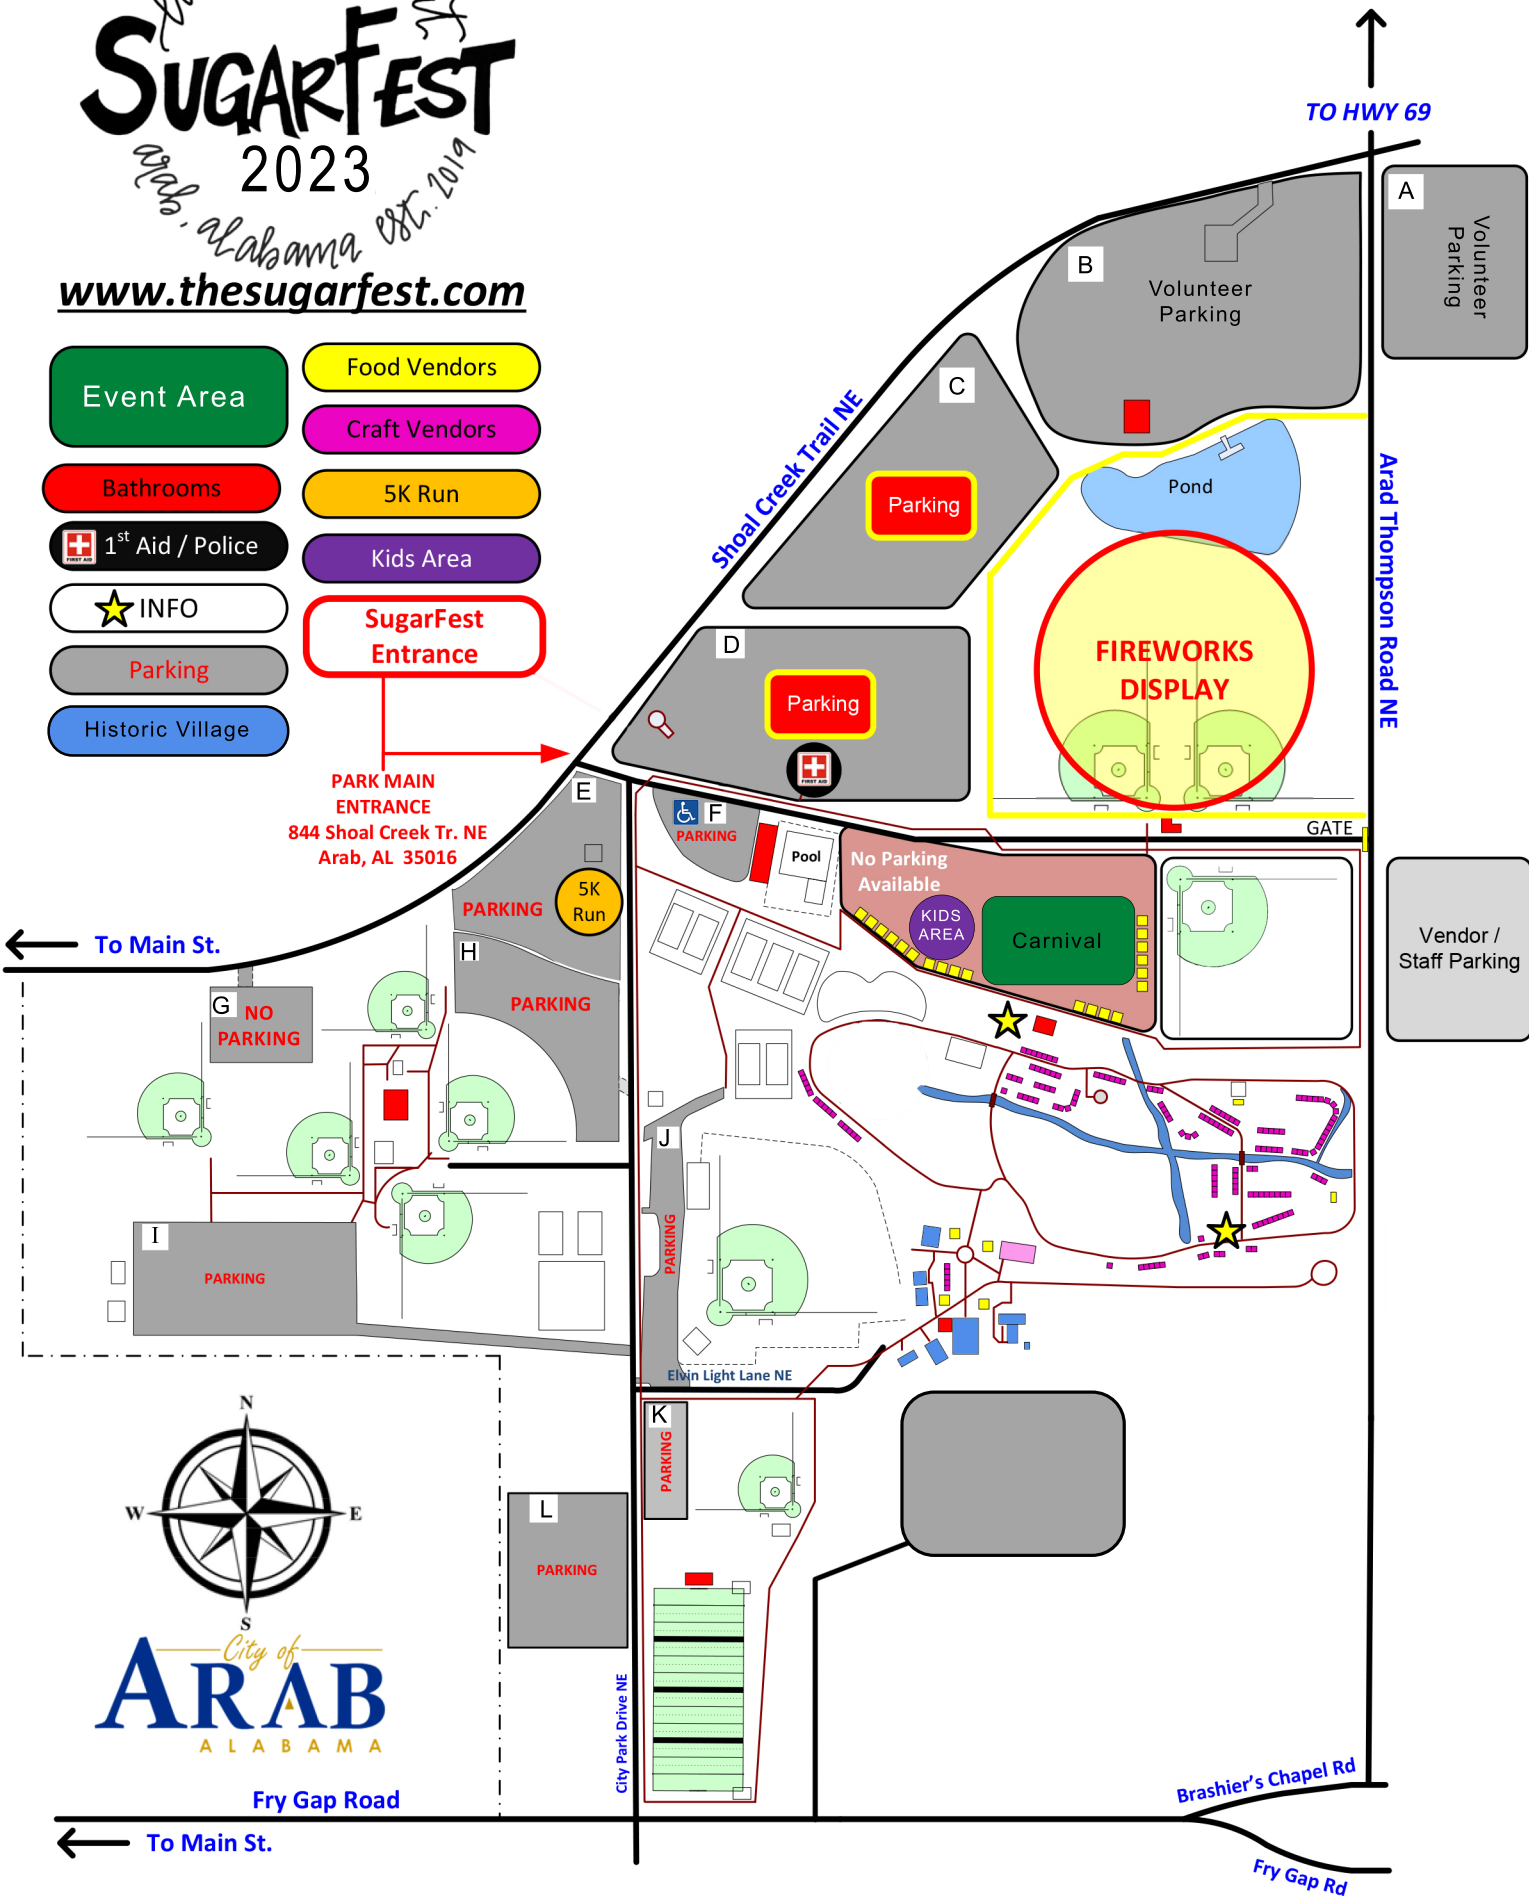 SUGARFEST
2023
arab, alabama est. 2019
www.thesugarfest.com
Event Area
Food Vendors
Craft Vendors
Bathrooms
5K Run
FIRST AID
1st Aid / Police
Kids Area
INFO
SugarFest
Entrance
Parking
Historic Village
PARK MAIN
ENTRANCE
844 Shoal Creek Tr. NE
Arab, AL 35016
TO HWY 69
A
Volunteer
Parking
B
Volunteer
Parking
C
Parking
Shoal Creek Trail NE
Pond
Arad Thompson Road NE
D
Parking
FIRST AID
FIREWORKS
DISPLAY
GATE
E
F
PARKING
Pool
No Parking
Available
KIDS
AREA
Carnival
5K
Run
PARKING
Vendor /
Staff Parking
To Main St.
H
PARKING
G
NO
PARKING
J
PARKING
I
PARKING
Elvin Light Lane NE
K
PARKING
L
PARKING
N
W
E
S
City of
ARAB
ALABAMA
City Park Drive NE
Fry Gap Road
To Main St.
Brashier's Chapel Rd
Fry Gap Rd